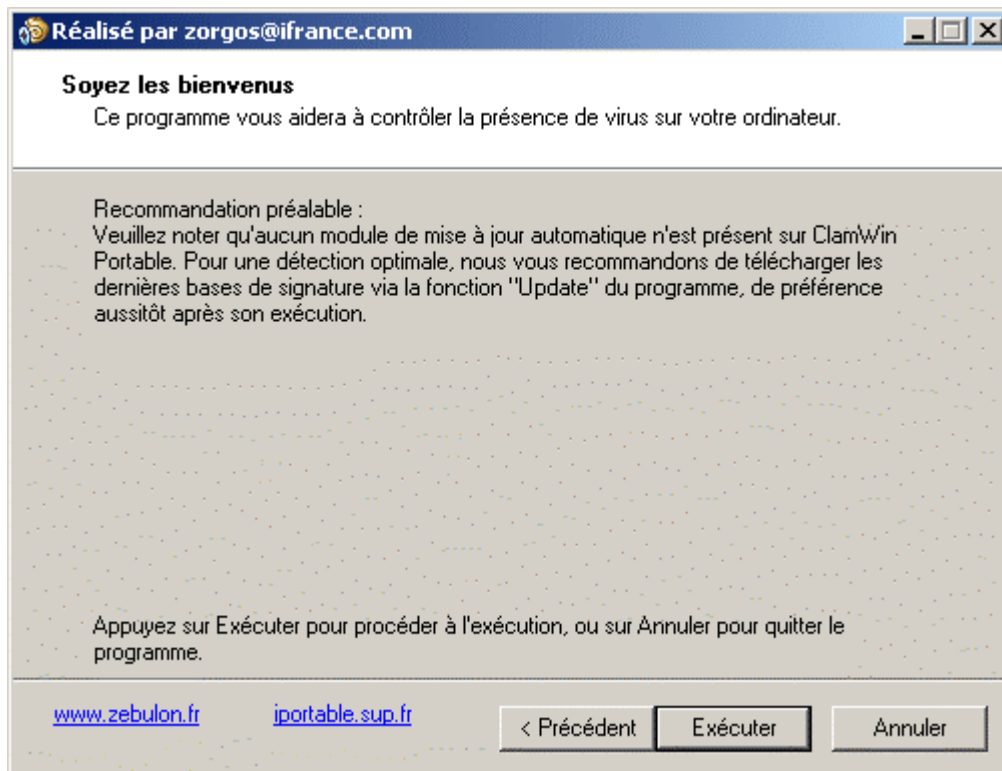 Réalisé par zorgos@ifrance.com
Soyez les bienvenus
Ce programme vous aidera à contrôler la présence de virus sur votre ordinateur.
Recommandation préalable :
Veuillez noter qu'aucun module de mise à jour automatique n'est présent sur ClamWin
Portable. Pour une détection optimale, nous vous recommandons de télécharger les
dernières bases de signature via la fonction "Update" du programme, de préférence
aussitôt après son exécution.
Appuyez sur Exécuter pour procéder à l'exécution, ou sur Annuler pour quitter le
programme.
www.zebulon.fr iportable.sup.fr < Précédent Exécuter Annuler